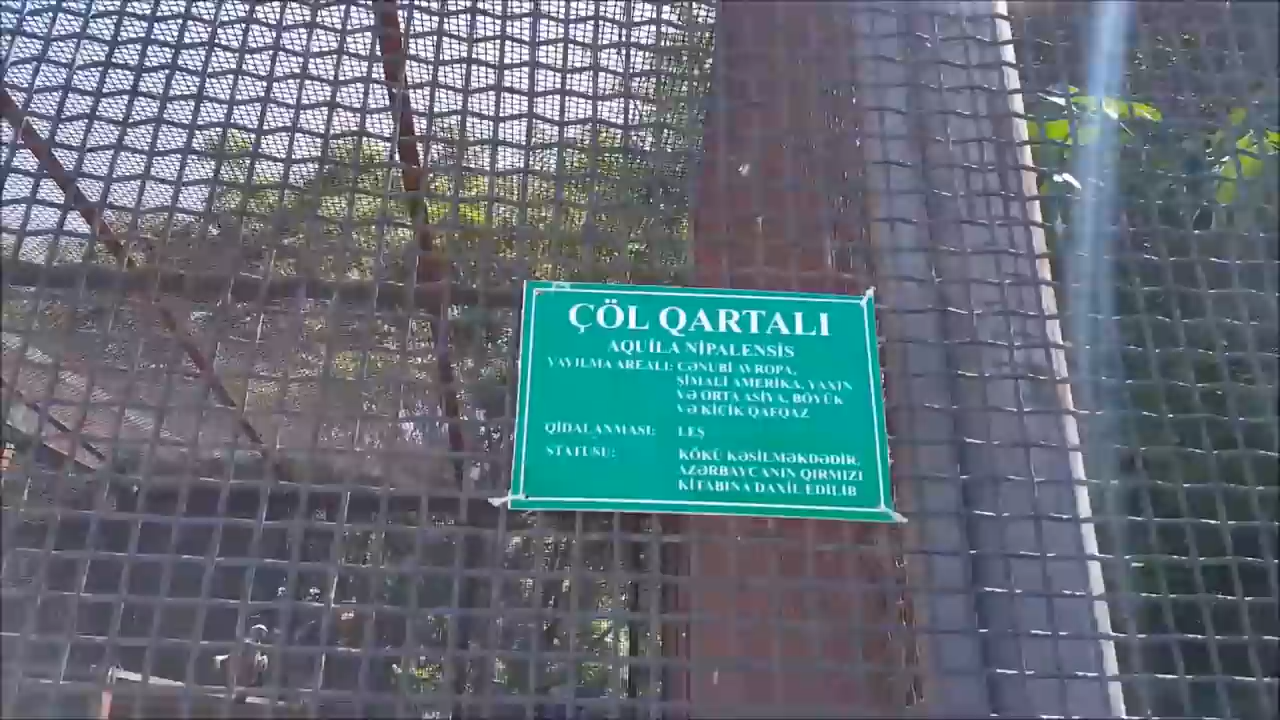 ÇÖL QARTALI
AQUİLA NİPALENSİS
YAYILMA AREALI: CƏNUBİ AVROPA,
ŞİMALİ AMERİKA, YAXIN
VƏ ORTA ASİYA, BÖYÜK
VƏ KİÇİK QAFQAZ
QİDALANMASI: LEŞ
STATUSU: KÖKÜ KƏSİLMƏKDƏDİR,
AZƏRBAYCANIN QIRMIZI
KİTABINA DAXİL EDİLİB